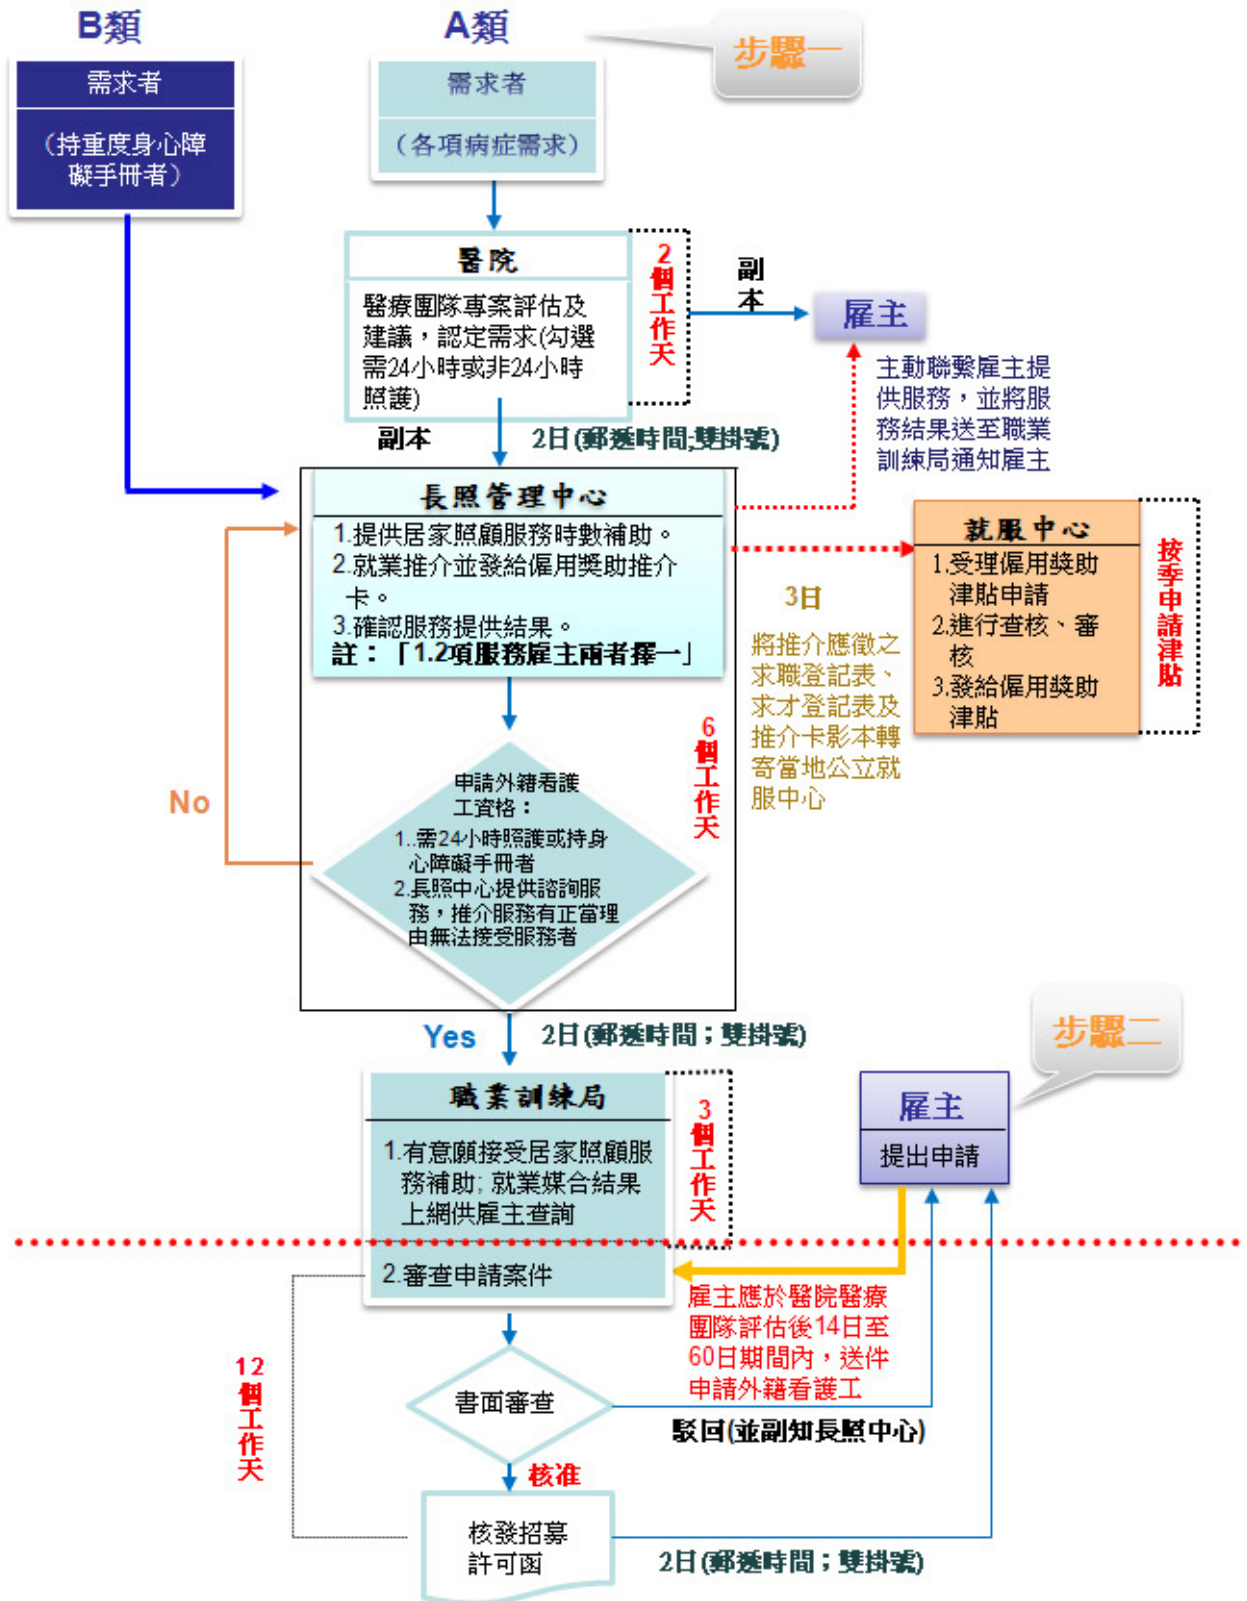 B類
A類
步驟一
需求者
(持重度身心障
礙手冊者)
需求者
(各項病症需求)
醫院
醫療團隊專案評估及
建議，認定需求(勾選
需24小時或非24小時
照護)
2個工作天
副本
雇主
主動聯繫雇主提
供服務，並將服
務結果送至職業
訓練局通知雇主
副本
2日(郵遞時間;雙掛號)
長照管理中心
1.提供居家照顧服務時數補助。
2.就業推介並發給僱用獎助推介
卡。
3.確認服務提供結果。
註：「1.2項服務雇主兩者擇一」
就服中心
1.受理僱用獎助
津貼申請
2.進行查核、審
核
3.發給僱用獎助
津貼
按季申請津貼
3日
將推介應徵之
求職登記表、
求才登記表及
推介卡影本轉
寄當地公立就
服中心
6個工作天
申請外籍看護
工資格：
1..需24小時照護或持身
心障礙手冊者
2.長照中心提供諮詢服
務，推介服務有正當理
由無法接受服務者
No
Yes
2日(郵遞時間；雙掛號)
步驟二
職業訓練局
1.有意願接受居家照顧服
務補助; 就業媒合結果
上網供雇主查詢
2.審查申請案件
3個工作天
雇主
提出申請
雇主應於醫院醫療
團隊評估後14日至
60日期間內，送件
申請外籍看護工
12個工作天
書面審查
駁回(並副知長照中心)
核准
核發招募
許可函
2日(郵遞時間；雙掛號)